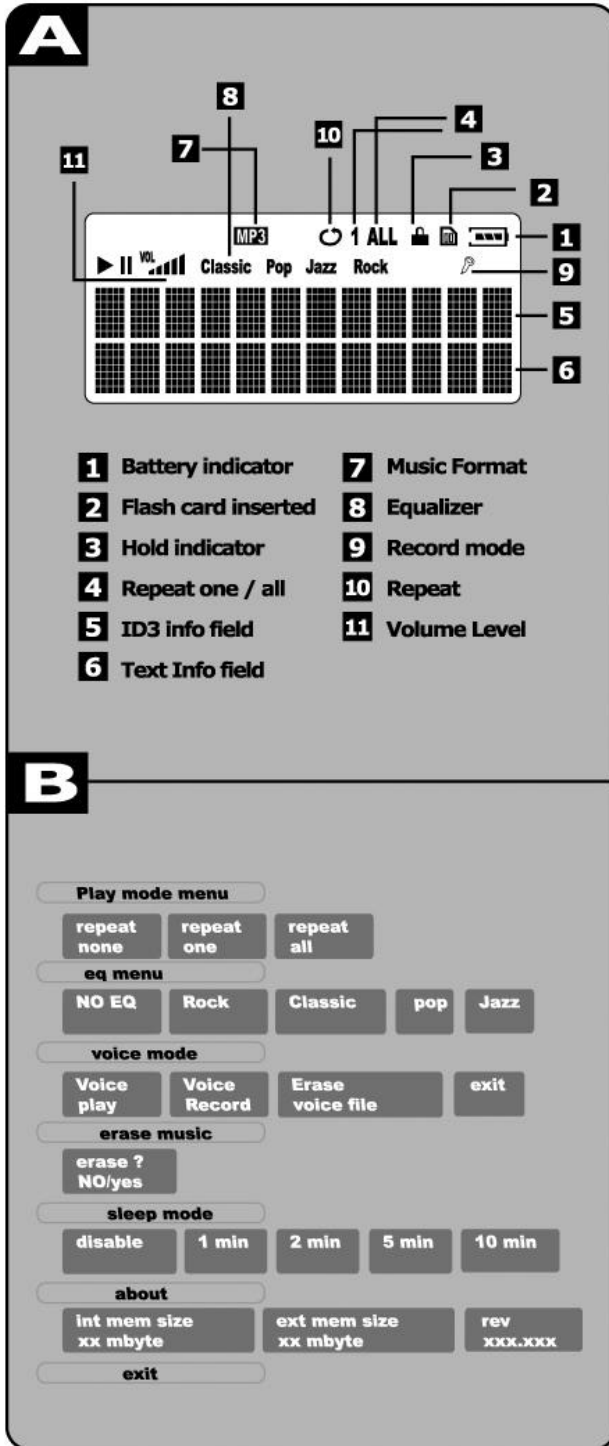 A
8
4
10
7
3
11
2
MP3
1 ALL
1
VOL
Classic Pop Jazz Rock
9
5
6
1 Battery indicator
2 Flash card inserted
3 Hold indicator
4 Repeat one / all
5 ID3 info field
6 Text Info field
7 Music Format
8 Equalizer
9 Record mode
10 Repeat
11 Volume Level
B
Play mode menu
repeat
none
repeat
one
repeat
all
eq menu
NO EQ
Rock
Classic
pop
Jazz
voice mode
Voice
play
Voice
Record
Erase
voice file
exit
erase music
erase ?
NO/yes
sleep mode
disable
1 min
2 min
5 min
10 min
about
int mem size
xx mbyte
ext mem size
xx mbyte
rev
xxx.xxx
exit